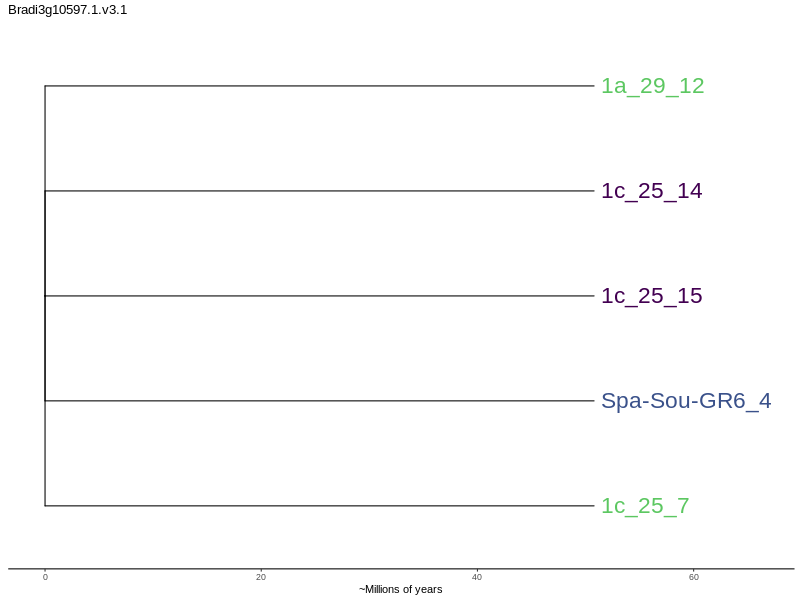 Bradi3g10597.1.v3.1
1a_29_12
1c_25_14
1c_25_15
Spa-Sou-GR6_4
1c_25_7
0 20 40 60
~Millions of years